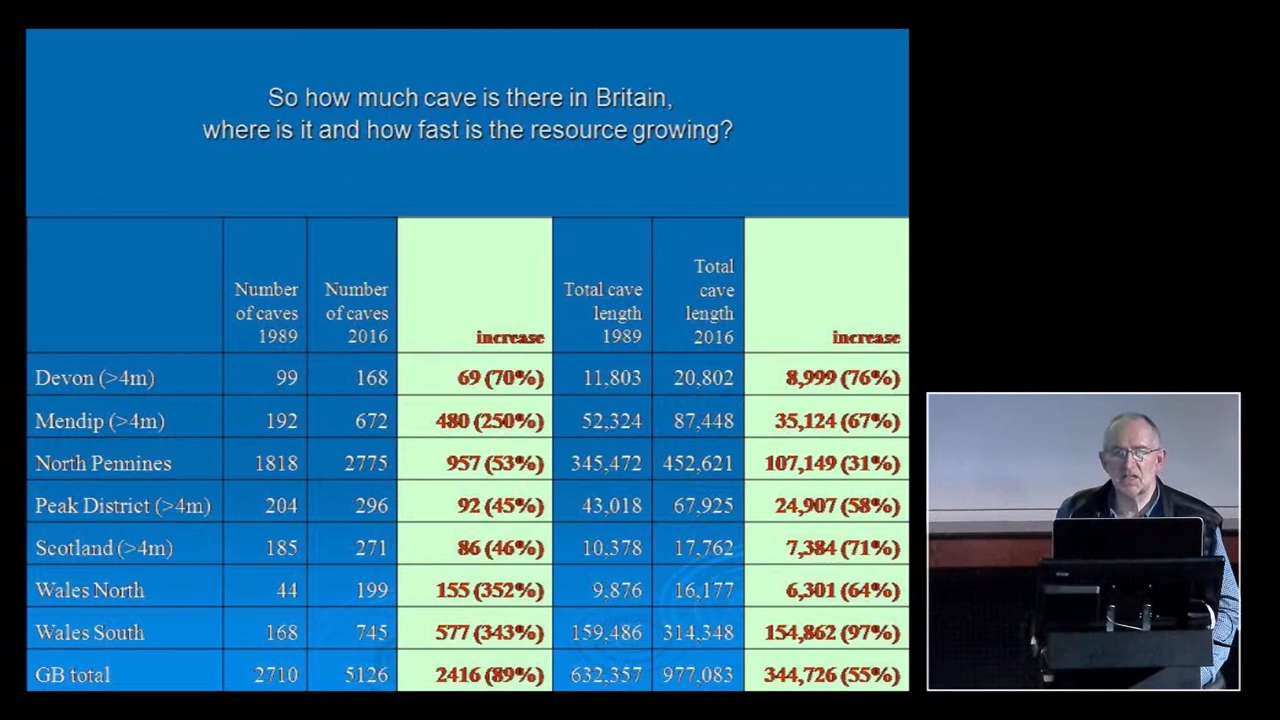 So how much cave is there in Britain,
where is it and how fast is the resource growing?
Number of caves 1989 Number of caves 2016 increase Total cave length 1989 Total cave length 2016 increase
Devon (>4m) 99 168 69 (70%) 11,803 20,802 8,999 (76%)
Mendip (>4m) 192 672 480 (250%) 52,324 87,448 35,124 (67%)
North Pennines 1818 2775 957 (53%) 345,472 452,621 107,149 (31%)
Peak District (>4m) 204 296 92 (45%) 43,018 67,925 24,907 (58%)
Scotland (>4m) 185 271 86 (46%) 10,378 17,762 7,384 (71%)
Wales North 44 199 155 (352%) 9,876 16,177 6,301 (64%)
Wales South 168 745 577 (343%) 159,486 314,348 154,862 (97%)
GB total 2710 5126 2416 (89%) 632,357 977,083 344,726 (55%)